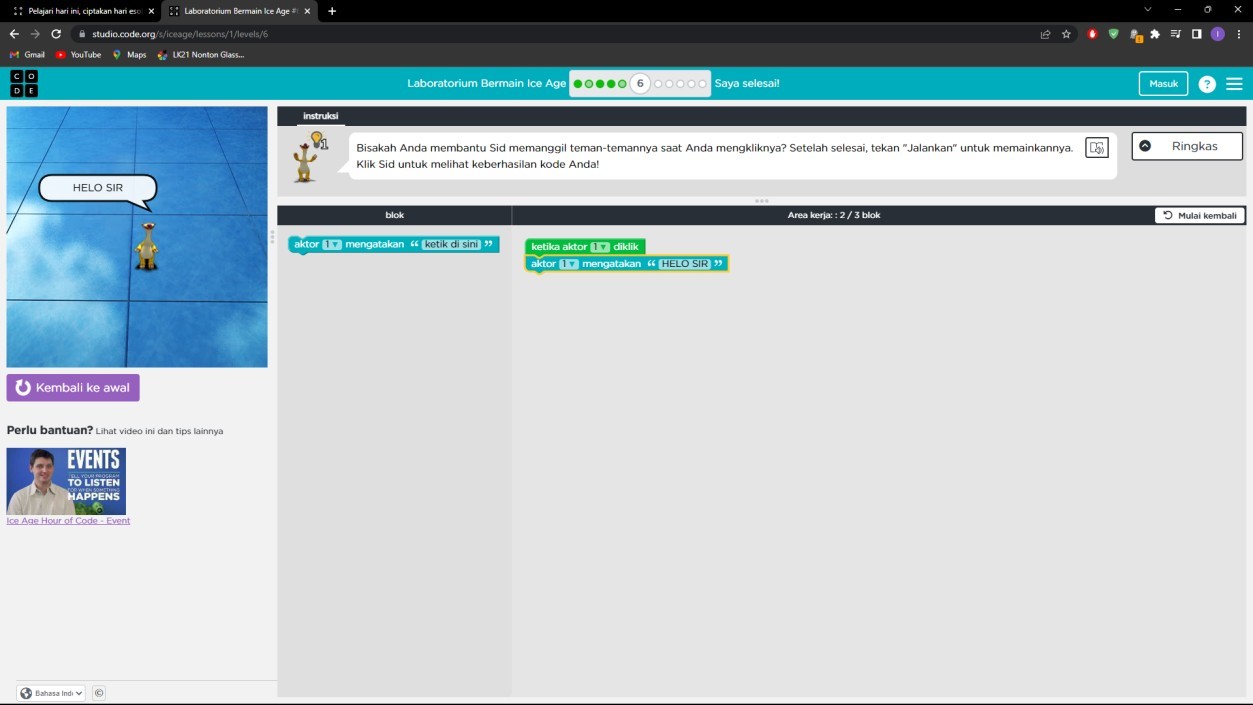 Pelajari hari ini, ciptakan hari eso
Laboratorium Bermain Ice Age #
studio.code.org/s/iceage/lessons/1/levels/6
Gmail
YouTube
Maps
LK21 Nonton Glass...
C O
D E
Laboratorium Bermain Ice Age
6
Saya selesai!
Masuk
?
instruksi
1
Bisakah Anda membantu Sid memanggil teman-temannya saat Anda mengkliknya? Setelah selesai, tekan "Jalankan" untuk memainkannya.
Klik Sid untuk melihat keberhasilan kode Anda!
Ringkas
blok
Area kerja: : 2 / 3 blok
Mulai kembali
HELO SIR
aktor 1 mengatakan “ ketik di sini ”
ketika aktor 1 diklik
aktor 1 mengatakan “ HELO SIR ”
Kembali ke awal
Perlu bantuan? Lihat video ini dan tips lainnya
EVENTS
TELL YOUR PROGRAM
TO LISTEN
FOR WHEN SOMETHING
HAPPENS
Ice Age Hour of Code - Event
Bahasa Ind
©